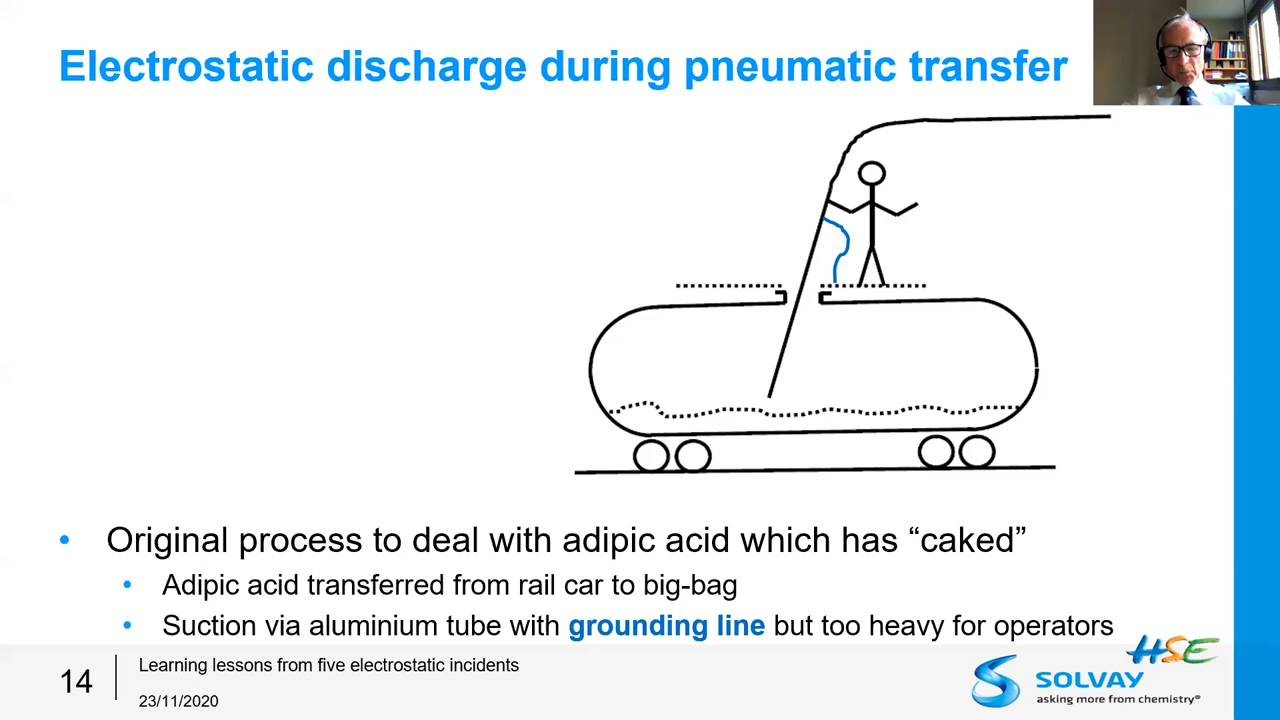 Electrostatic discharge during pneumatic transfer
• Original process to deal with adipic acid which has “caked”
• Adipic acid transferred from rail car to big-bag
• Suction via aluminium tube with grounding line but too heavy for operators
14
Learning lessons from five electrostatic incidents
23/11/2020
HSE
SOLVAY
asking more from chemistry®